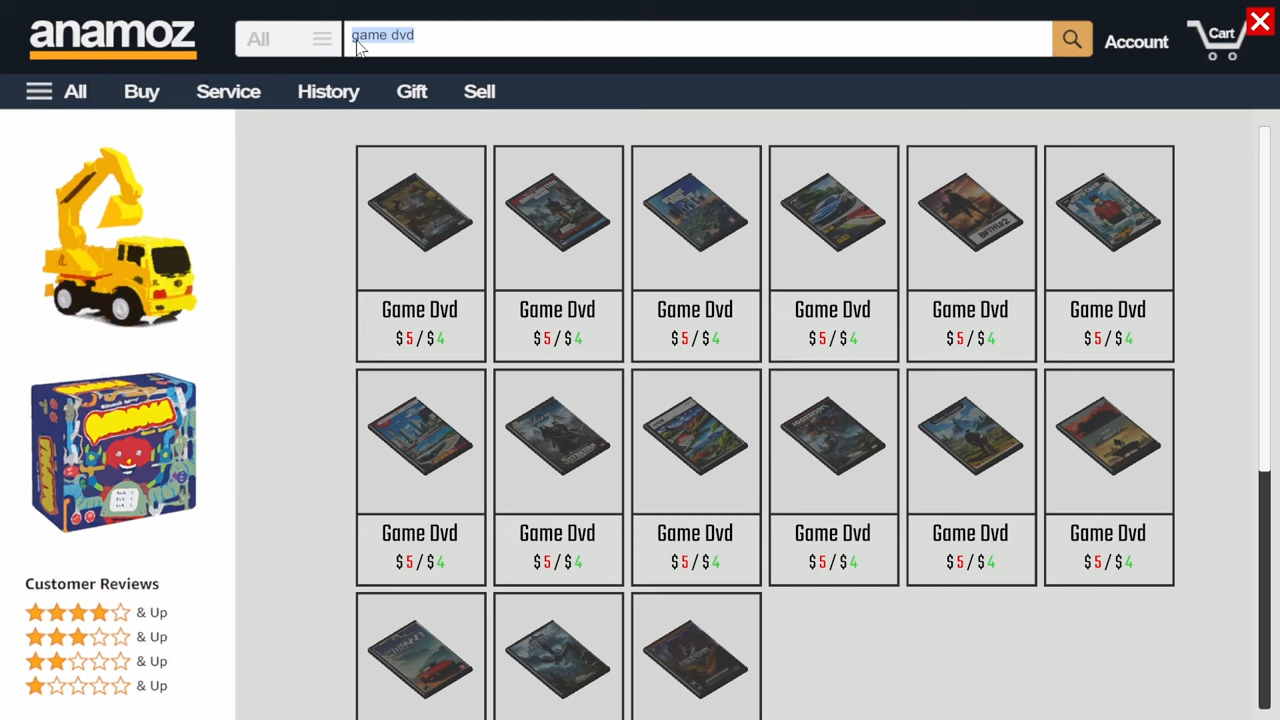 anamoz
All
game dvd
Account
Cart
All Buy Service History Gift Sell
Game Dvd Game Dvd Game Dvd Game Dvd Game Dvd Game Dvd
$5/$4 $5/$4 $5/$4 $5/$4 $5/$4 $5/$4
Game Dvd Game Dvd Game Dvd Game Dvd Game Dvd Game Dvd
$5/$4 $5/$4 $5/$4 $5/$4 $5/$4 $5/$4
Customer Reviews
& Up
& Up
& Up
& Up